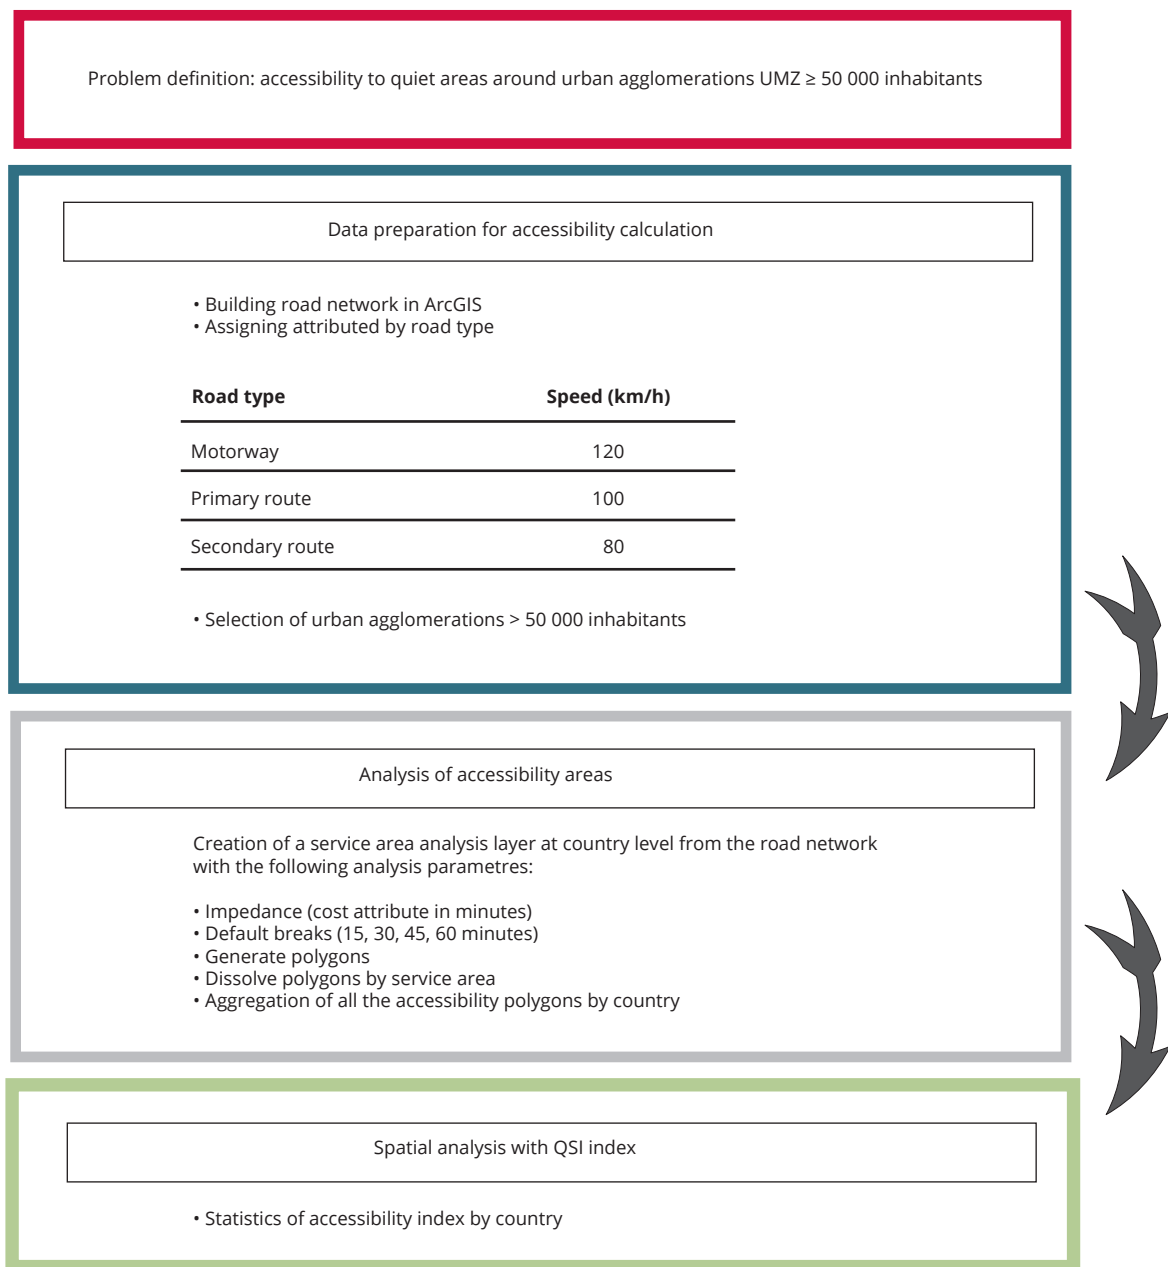 Problem definition: accessibility to quiet areas around urban agglomerations UMZ ≥ 50 000 inhabitants
Data preparation for accessibility calculation
• Building road network in ArcGIS
• Assigning attributed by road type
Road type Speed (km/h)
Motorway 120
Primary route 100
Secondary route 80
• Selection of urban agglomerations > 50 000 inhabitants
Analysis of accessibility areas
Creation of a service area analysis layer at country level from the road network
with the following analysis parametres:
• Impedance (cost attribute in minutes)
• Default breaks (15, 30, 45, 60 minutes)
• Generate polygons
• Dissolve polygons by service area
• Aggregation of all the accessibility polygons by country
Spatial analysis with QSI index
• Statistics of accessibility index by country